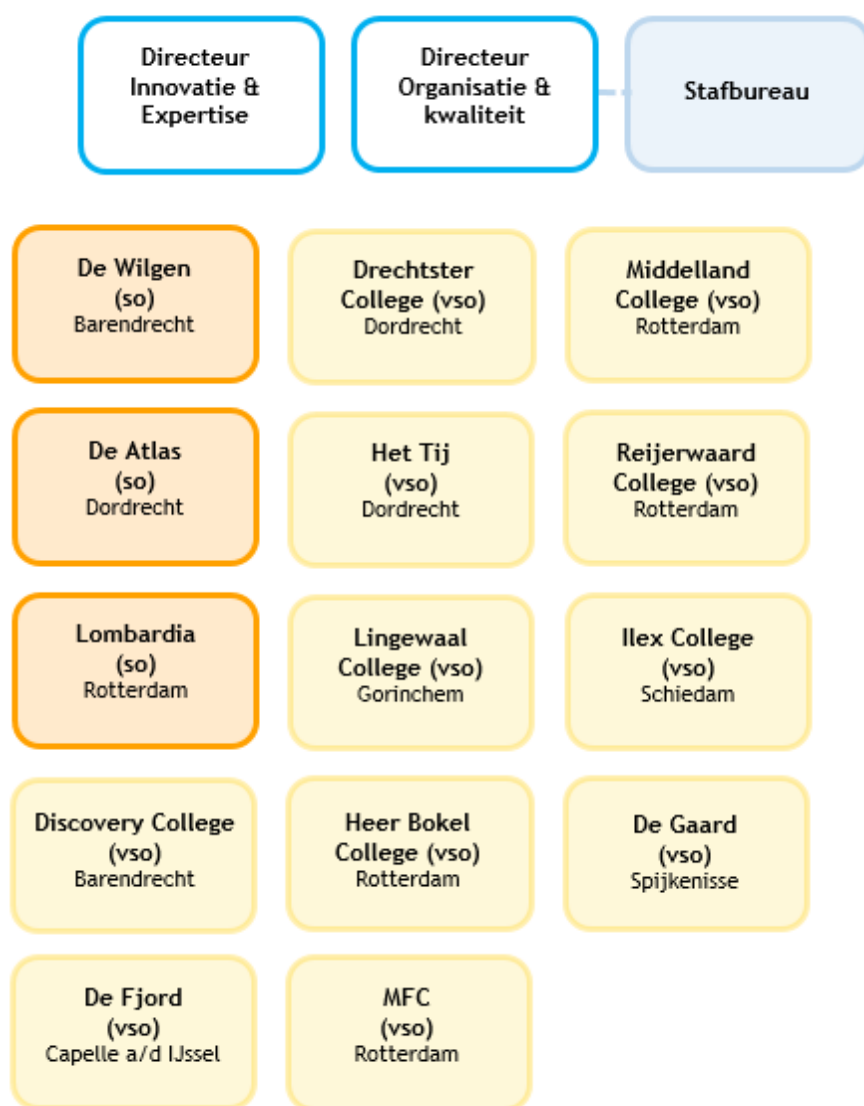 Directeur
Innovatie &
Expertise
Directeur
Organisatie &
kwaliteit
Stafbureau
De Wilgen
(so)
Barendrecht
Drechtster
College (vso)
Dordrecht
Middelland
College (vso)
Rotterdam
De Atlas
(so)
Dordrecht
Het Tij
(vso)
Dordrecht
Reijerwaard
College (vso)
Rotterdam
Lombardia
(so)
Rotterdam
Lingewaal
College (vso)
Gorinchem
Ilex College
(vso)
Schiedam
Discovery College
(vso)
Barendrecht
Heer Bokel
College (vso)
Rotterdam
De Gaard
(vso)
Spijkenisse
De Fjord
(vso)
Capelle a/d IJssel
MFC
(vso)
Rotterdam